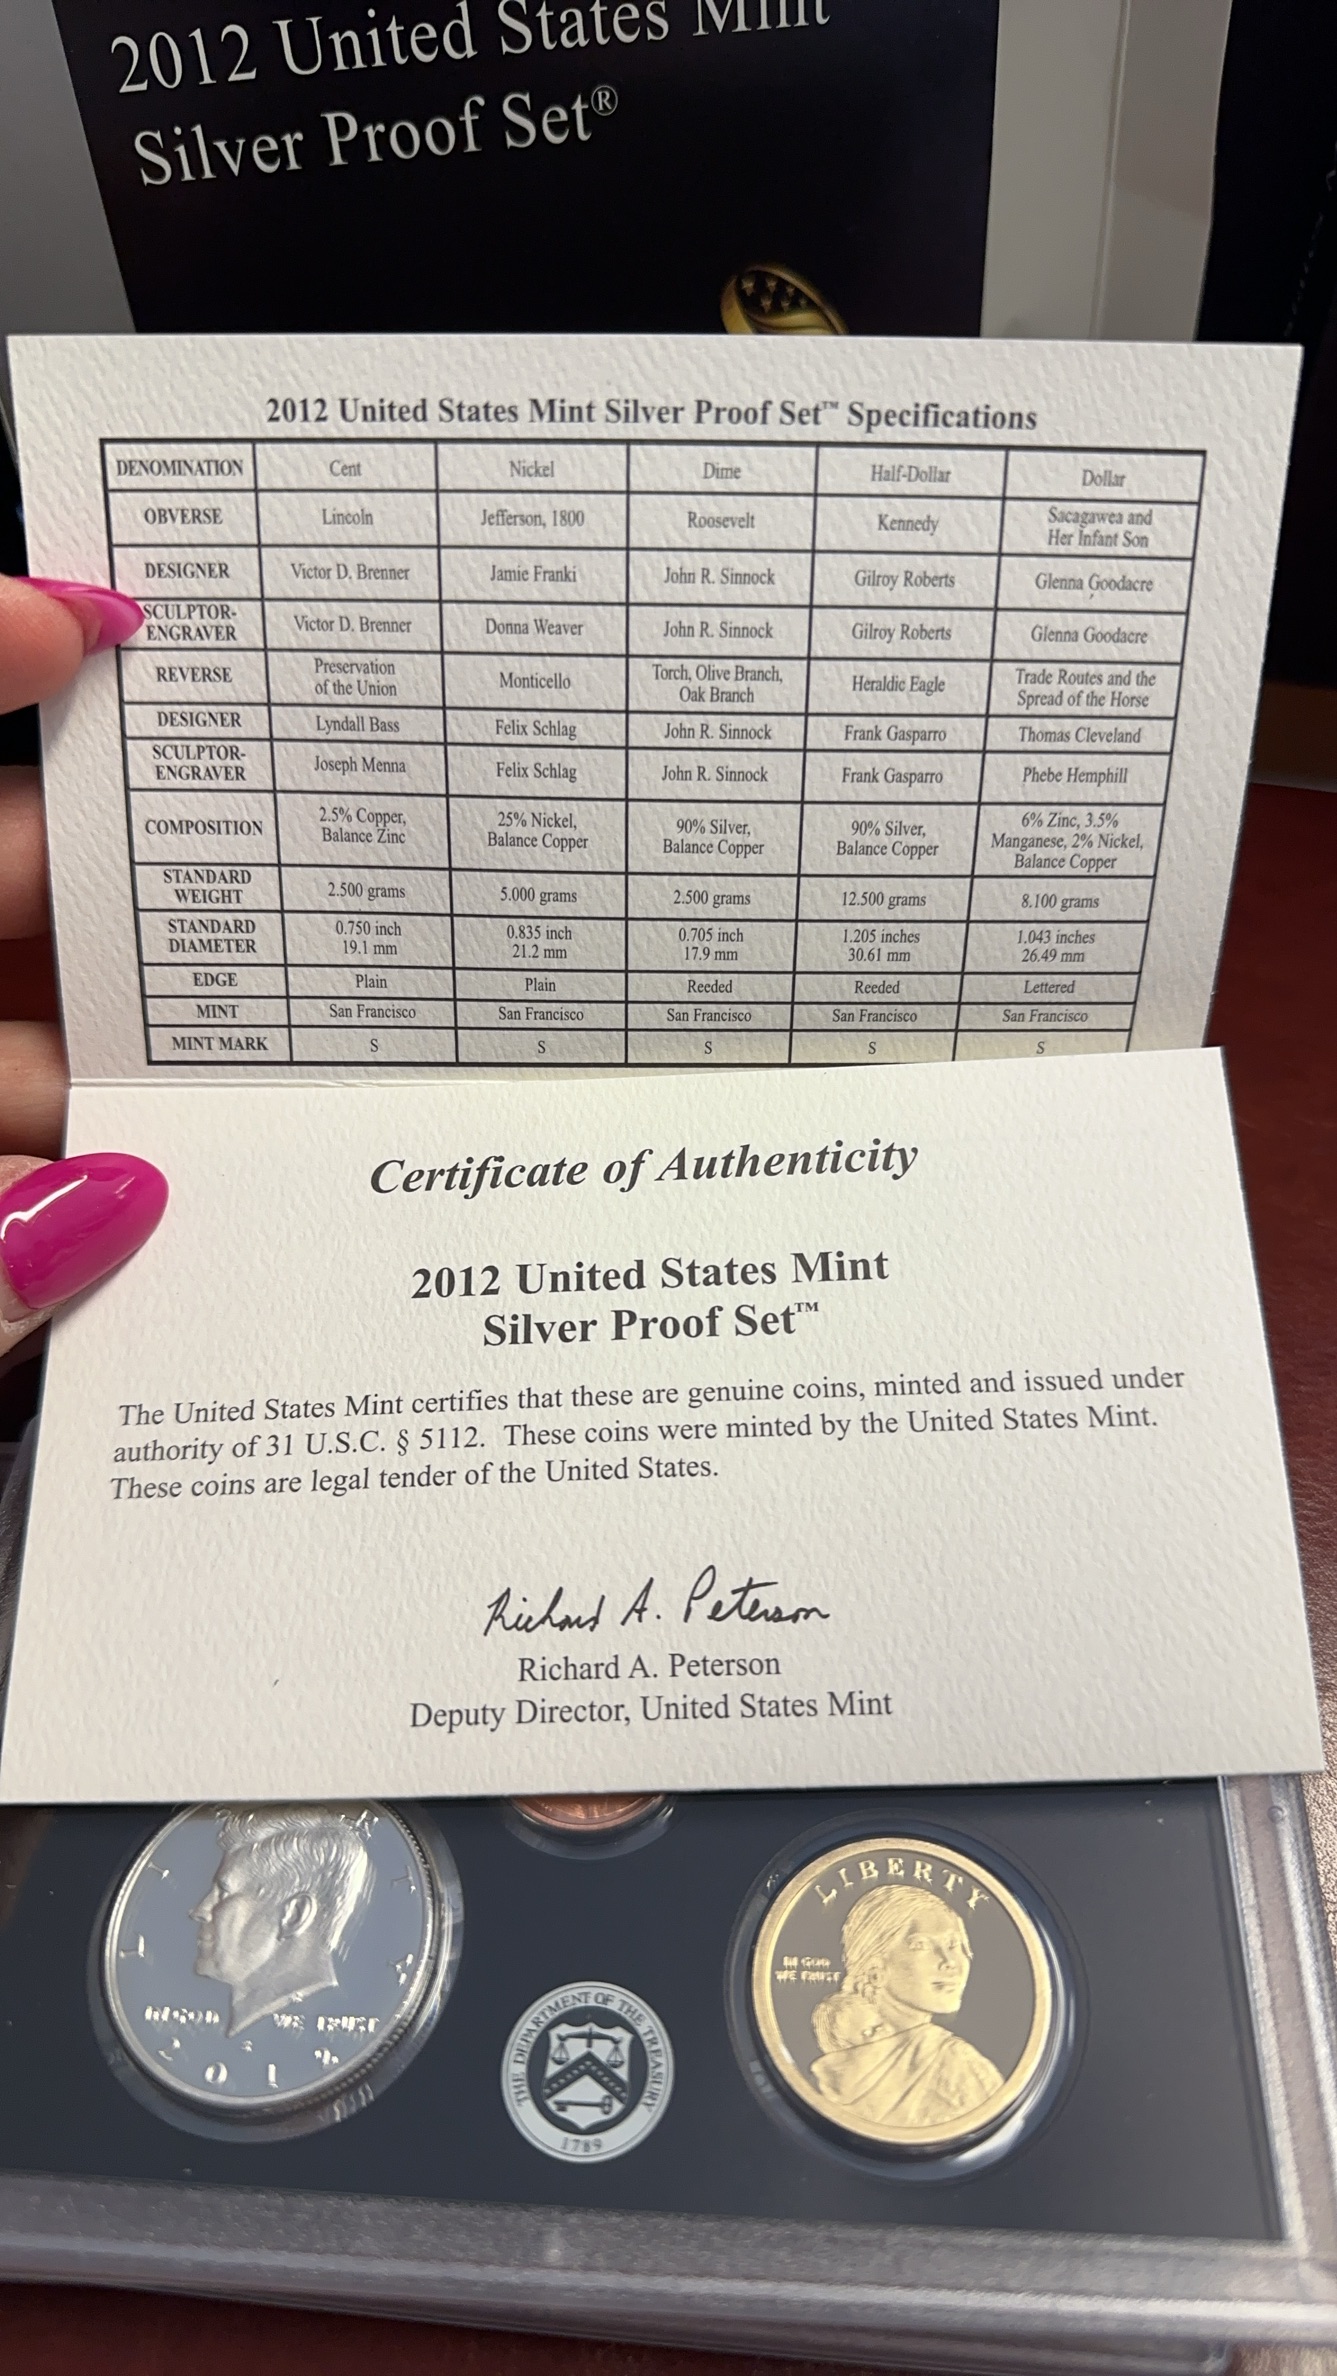 2012 United States Mint
Silver Proof Set®
2012 United States Mint Silver Proof Set™ Specifications
DENOMINATION Cent Nickel Dime Half-Dollar Dollar
OBVERSE Lincoln Jefferson, 1800 Roosevelt Kennedy Sacagawea and
Her Infant Son
DESIGNER Victor D. Brenner Jamie Franki John R. Sinnock Gilroy Roberts Glenna Goodacre
SCULPTOR-
ENGRAVER Victor D. Brenner Donna Weaver John R. Sinnock Gilroy Roberts Glenna Goodacre
REVERSE Preservation
of the Union Monticello Torch, Olive Branch,
Oak Branch Heraldic Eagle Trade Routes and the
Spread of the Horse
DESIGNER Lyndall Bass Felix Schlag John R. Sinnock Frank Gasparro Thomas Cleveland
SCULPTOR-
ENGRAVER Joseph Menna Felix Schlag John R. Sinnock Frank Gasparro Phebe Hemphill
COMPOSITION 2.5% Copper,
Balance Zinc 25% Nickel,
Balance Copper 90% Silver,
Balance Copper 90% Silver,
Balance Copper 6% Zinc, 3.5%
Manganese, 2% Nickel,
Balance Copper
STANDARD
WEIGHT 2.500 grams 5.000 grams 2.500 grams 12.500 grams 8.100 grams
STANDARD
DIAMETER 0.750 inch
19.1 mm 0.835 inch
21.2 mm 0.705 inch
17.9 mm 1.205 inches
30.61 mm 1.043 inches
26.49 mm
EDGE Plain Plain Reeded Reeded Lettered
MINT San Francisco San Francisco San Francisco San Francisco San Francisco
MINT MARK S S S S S
Certificate of Authenticity
2012 United States Mint
Silver Proof Set™
The United States Mint certifies that these are genuine coins, minted and issued under
authority of 31 U.S.C. § 5112. These coins were minted by the United States Mint.
These coins are legal tender of the United States.
Richard A. Peterson
Richard A. Peterson
Deputy Director, United States Mint
IN GOD WE TRUST
2012
THE DEPARTMENT OF THE TREASURY
1789
LIBERTY
IN GOD
WE TRUST